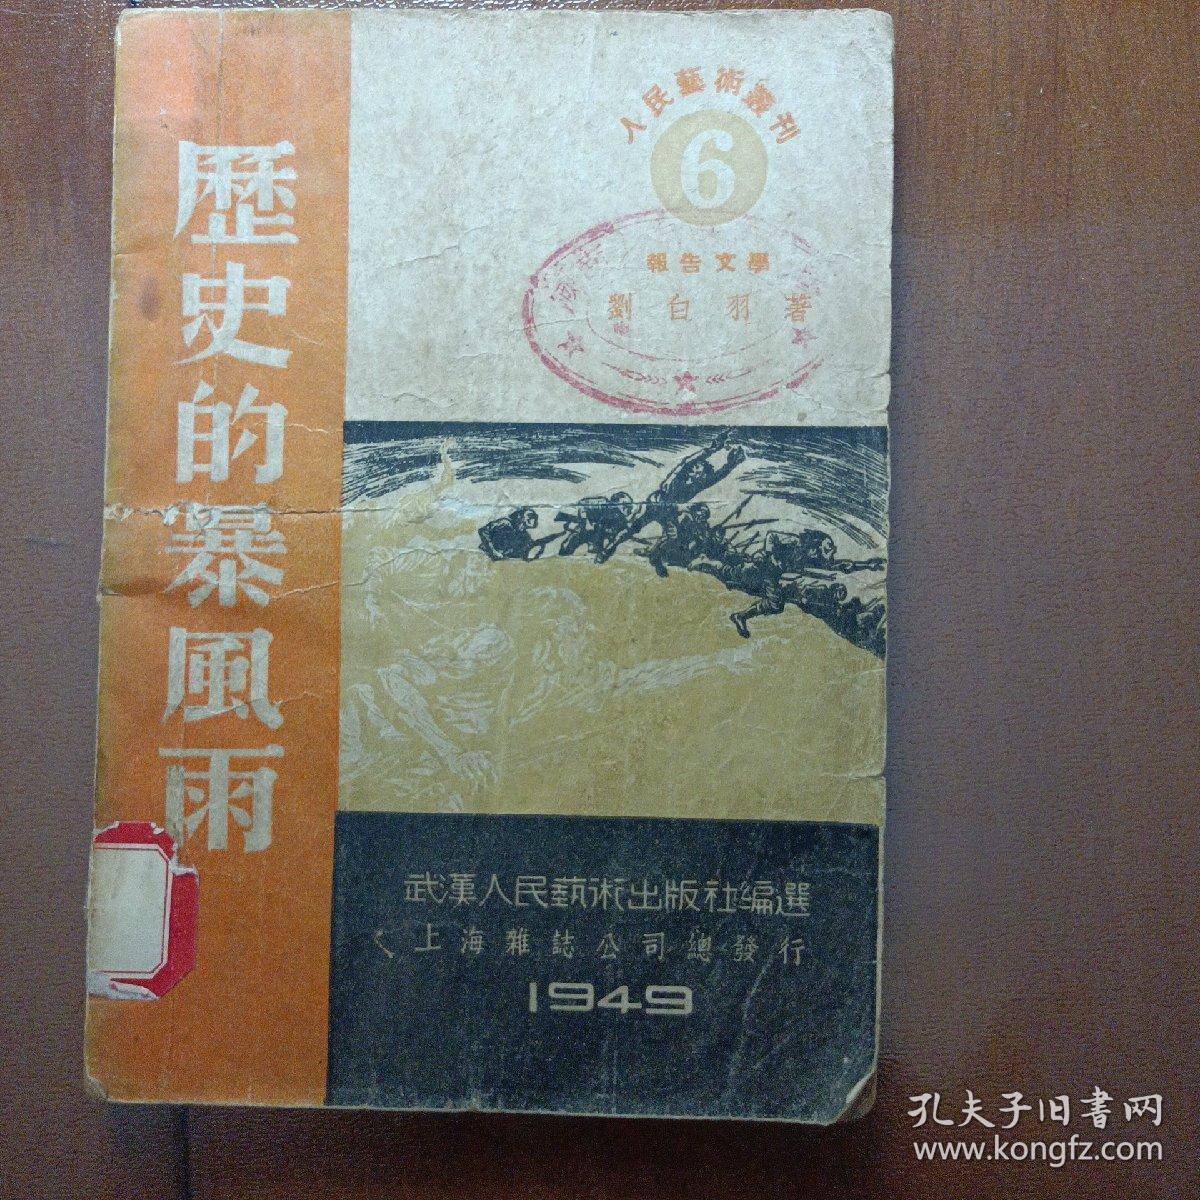 人民藝術叢刊
6
報告文學
劉白羽著
歷史的暴風雨
武漢人民藝術出版社編選
上海雜誌公司總發行
1949
孔夫子旧書网
www.kongfz.com